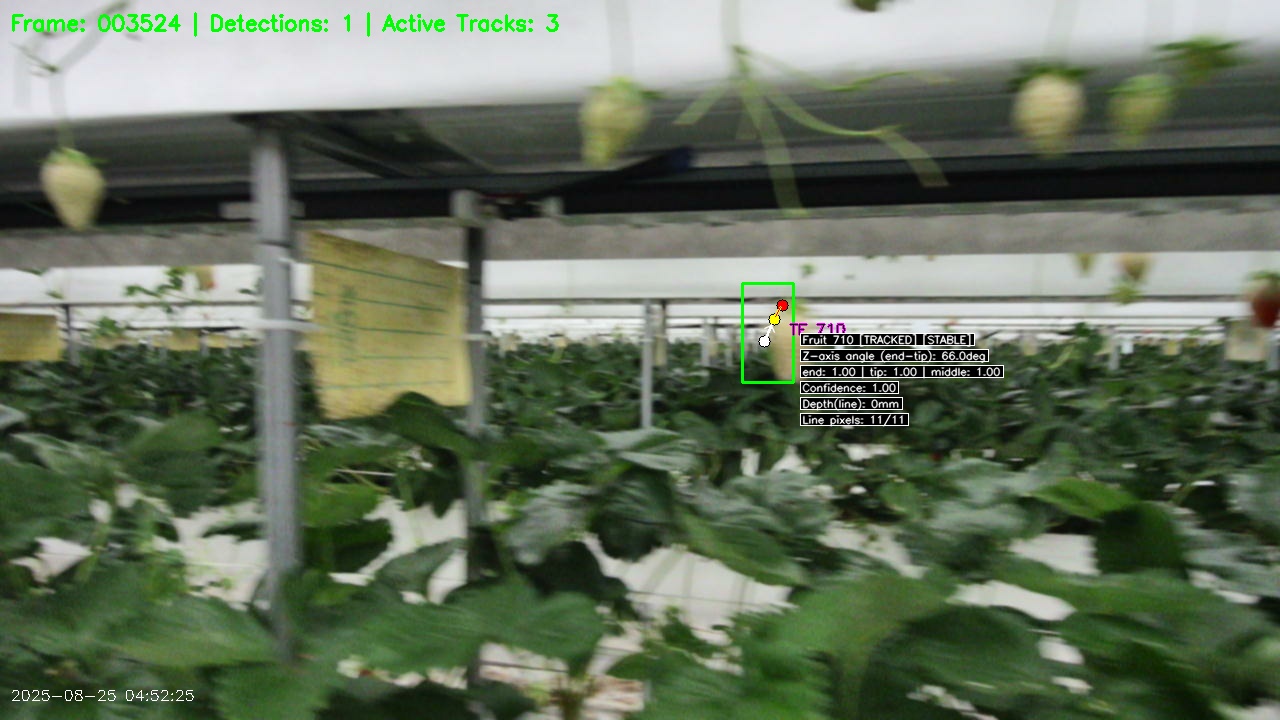 Frame: 003524 | Detections: 1 | Active Tracks: 3
Fruit 710 [TRACKED] [STABLE]
Z-axis angle (end-tip): 66.0deg
end: 1.00 | tip: 1.00 | middle: 1.00
Confidence: 1.00
Depth(line): 0mm
Line pixels: 11/11
2025-08-25 04:52:25